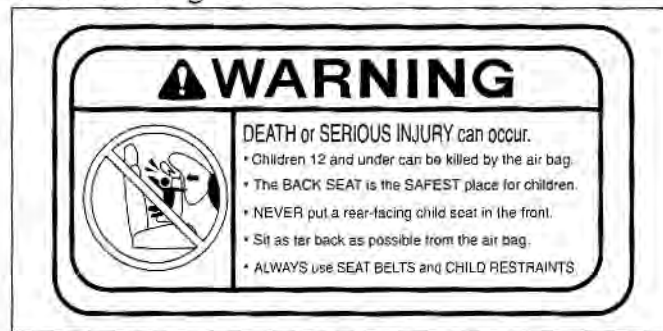 WARNING
DEATH or SERIOUS INJURY can occur.
• Children 12 and under can be killed by the air bag.
• The BACK SEAT is the SAFEST place for children.
• NEVER put a rear-facing child seat in the front.
• Sit as far back as possible from the air bag.
• ALWAYS use SEAT BELTS and CHILD RESTRAINTS